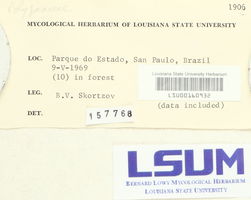 1906
MYCOLOGICAL HERBARIUM OF LOUISIANA STATE UNIVERSITY
LOC. Parque do Estado, San Paulo, Brazil
9-V-1969
(10) in forest
Louisiana State University Herbarium
LSU00160932
LEG. B.V. Skortzov
(data included)
DET.
157768
LSUM
BERNARD LOWY MYCOLOGICAL HERBARIUM
LOUISIANA STATE UNIVERSITY